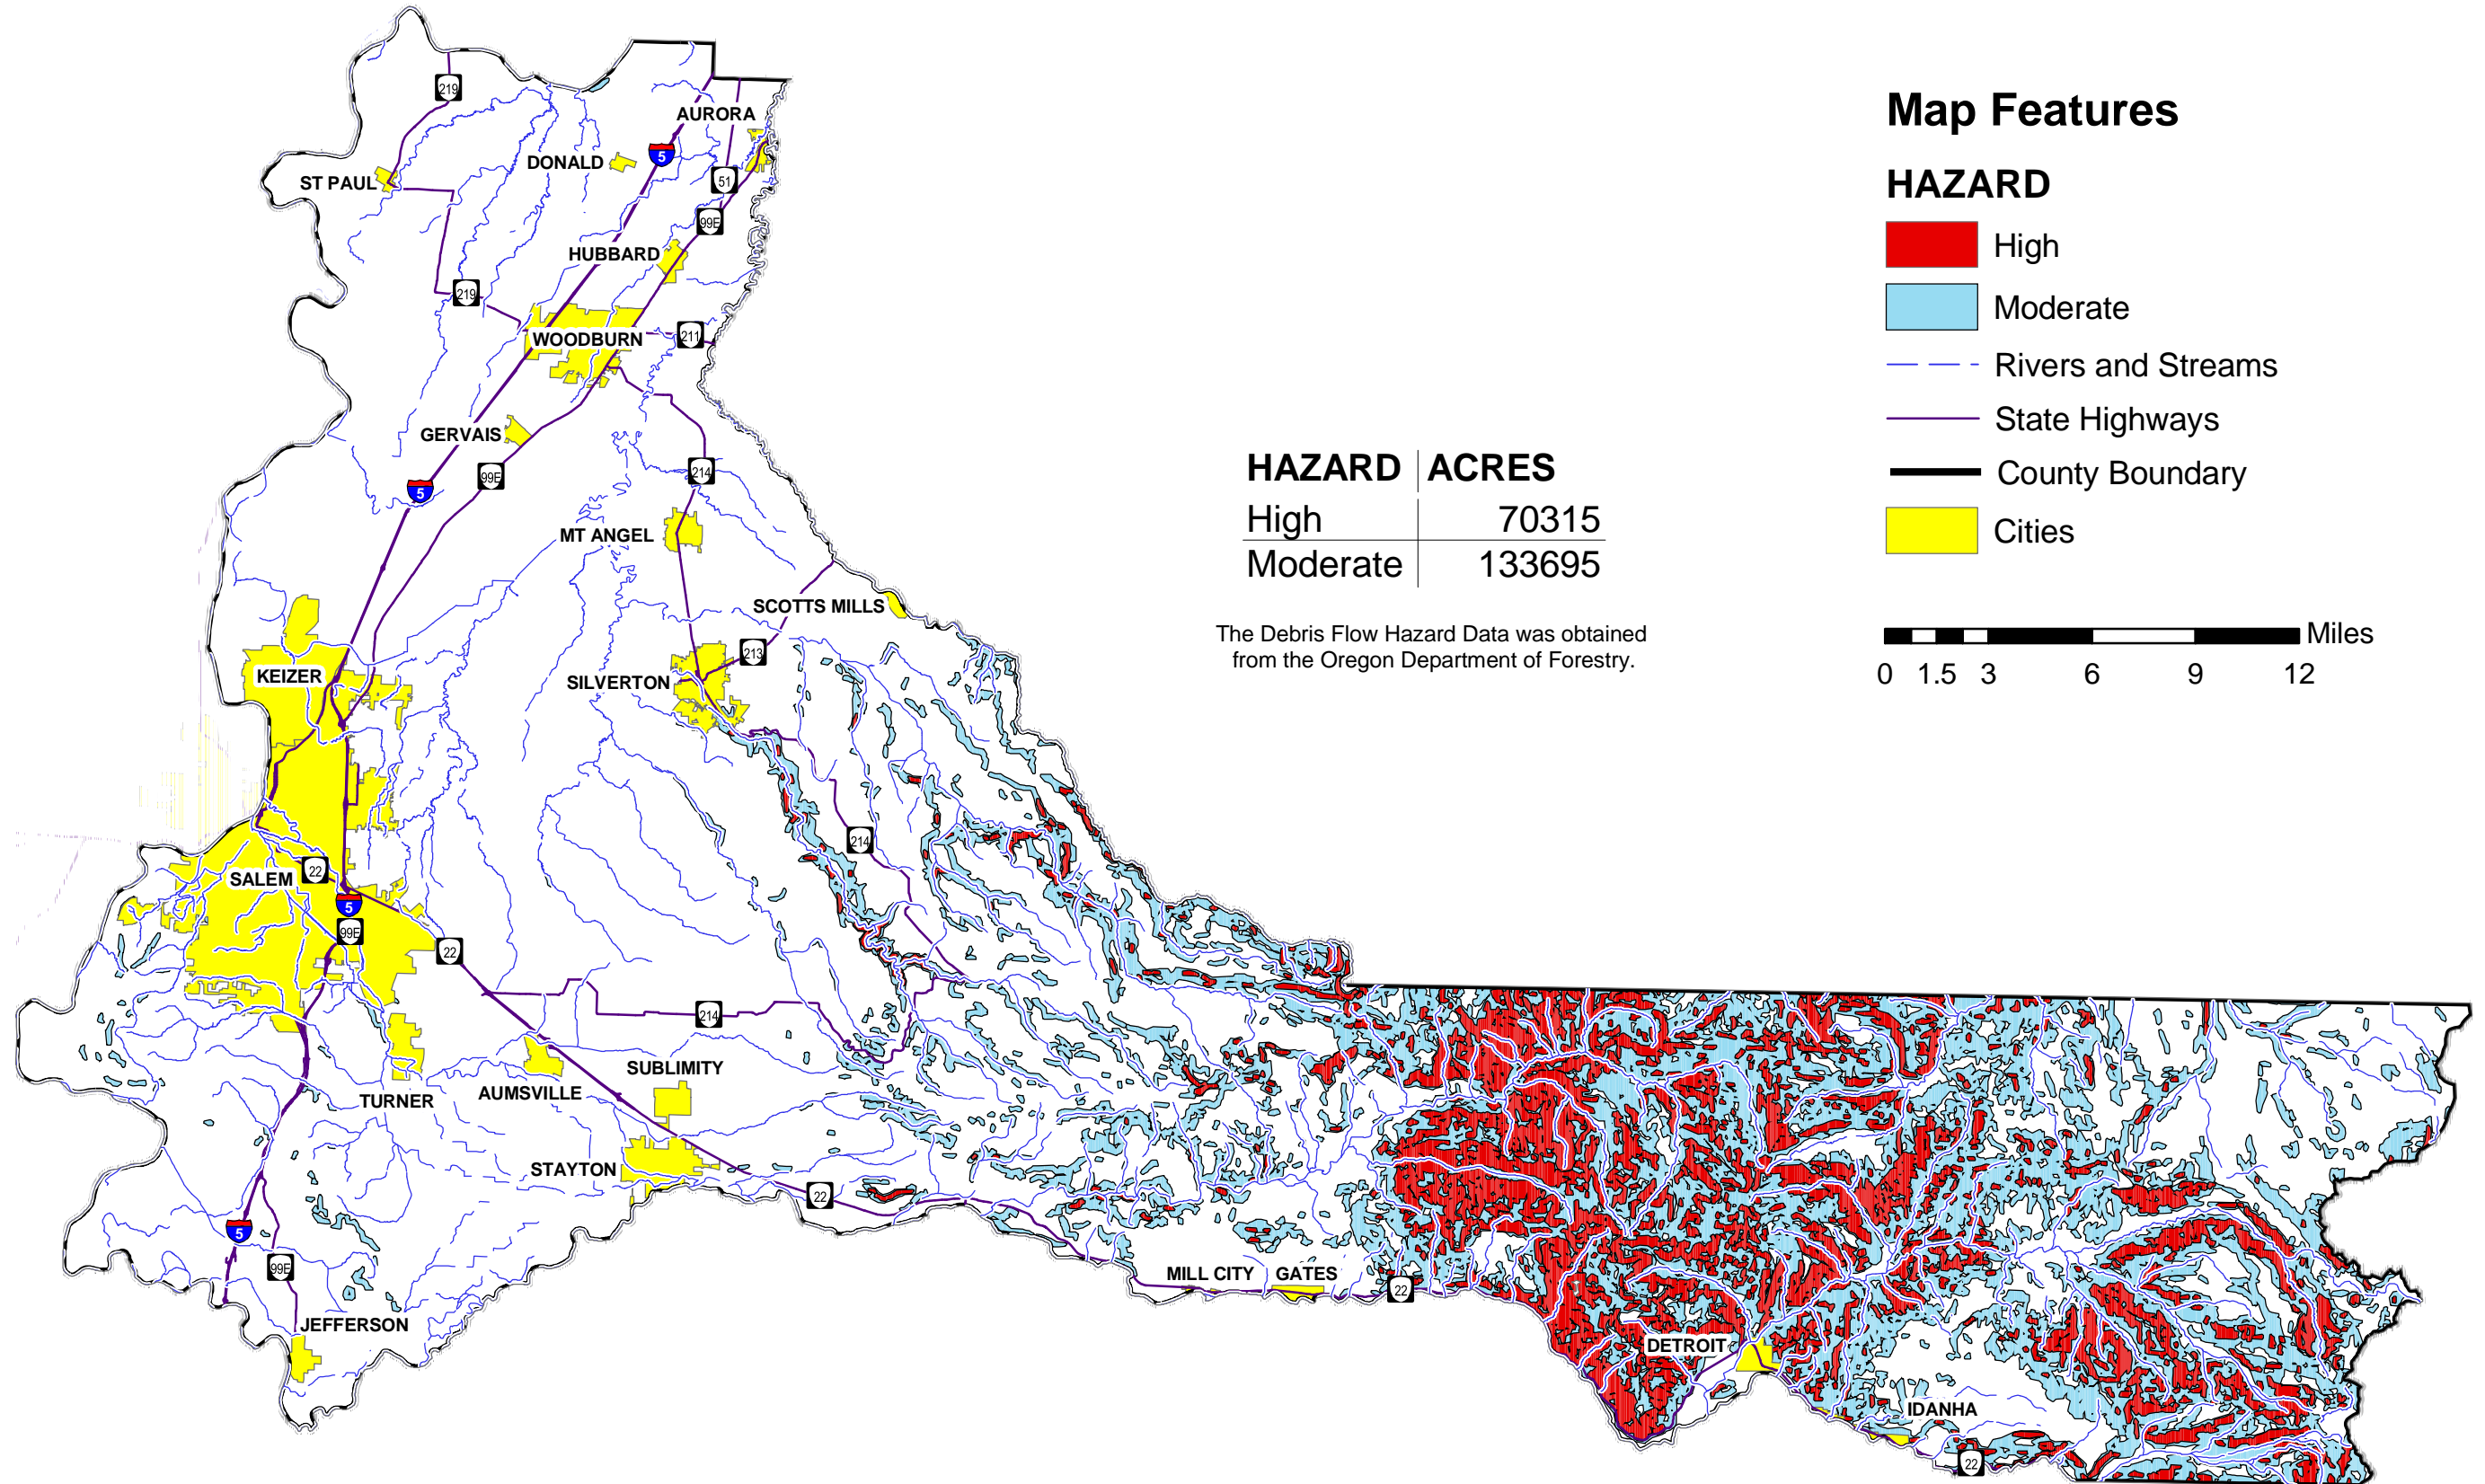 219
AURORA
5
DONALD
51
ST PAUL
99E
HUBBARD
219
WOODBURN
211
GERVAIS
99E
214
5
MT ANGEL
SCOTTS MILLS
213
KEIZER
SILVERTON
214
SALEM
22
5
99E
22
214
SUBLIMITY
AUMSVILLE
TURNER
STAYTON
22
5
99E
MILL CITY
GATES
22
JEFFERSON
DETROIT
IDANHA
22
HAZARD ACRES
High 70315
Moderate 133695
The Debris Flow Hazard Data was obtained
from the Oregon Department of Forestry.
Map Features
HAZARD
High
Moderate
Rivers and Streams
State Highways
County Boundary
Cities
Miles
0 1.5 3 6 9 12